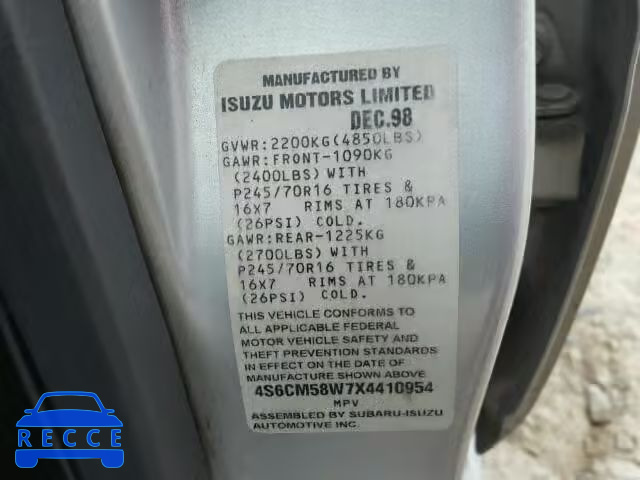 MANUFACTURED BY
ISUZU MOTORS LIMITED
DEC.98
GVWR:2200KG(4850LBS)
GAWR:FRONT-1090KG
(2400LBS) WITH
P245/70R16 TIRES &
16X7 RIMS AT 180KPA
(26PSI) COLD.
GAWR:REAR-1225KG
(2700LBS) WITH
P245/70R16 TIRES &
16X7 RIMS AT 180KPA
(26PSI) COLD.
THIS VEHICLE CONFORMS TO
ALL APPLICABLE FEDERAL
MOTOR VEHICLE SAFETY AND
THEFT PREVENTION STANDARDS
IN EFFECT ON THE DATE OF
MANUFACTURE SHOWN ABOVE
4S6CM58W7X4410954
MPV
ASSEMBLED BY SUBARU-ISUZU
AUTOMOTIVE INC.
RECCE